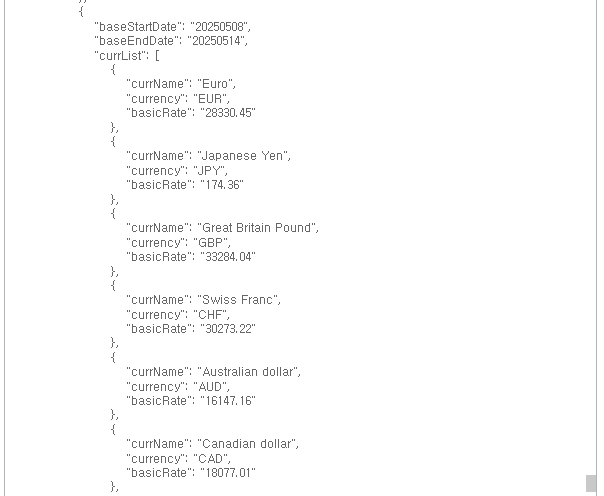 },
{
"baseStartDate": "20250508",
"baseEndDate": "20250514",
"currList": [
{
"currName": "Euro",
"currency": "EUR",
"basicRate": "28330.45"
},
{
"currName": "Japanese Yen",
"currency": "JPY",
"basicRate": "174.36"
},
{
"currName": "Great Britain Pound",
"currency": "GBP",
"basicRate": "33284.04"
},
{
"currName": "Swiss Franc",
"currency": "CHF",
"basicRate": "30273.22"
},
{
"currName": "Australian dollar",
"currency": "AUD",
"basicRate": "16147.16"
},
{
"currName": "Canadian dollar",
"currency": "CAD",
"basicRate": "18077.01"
},